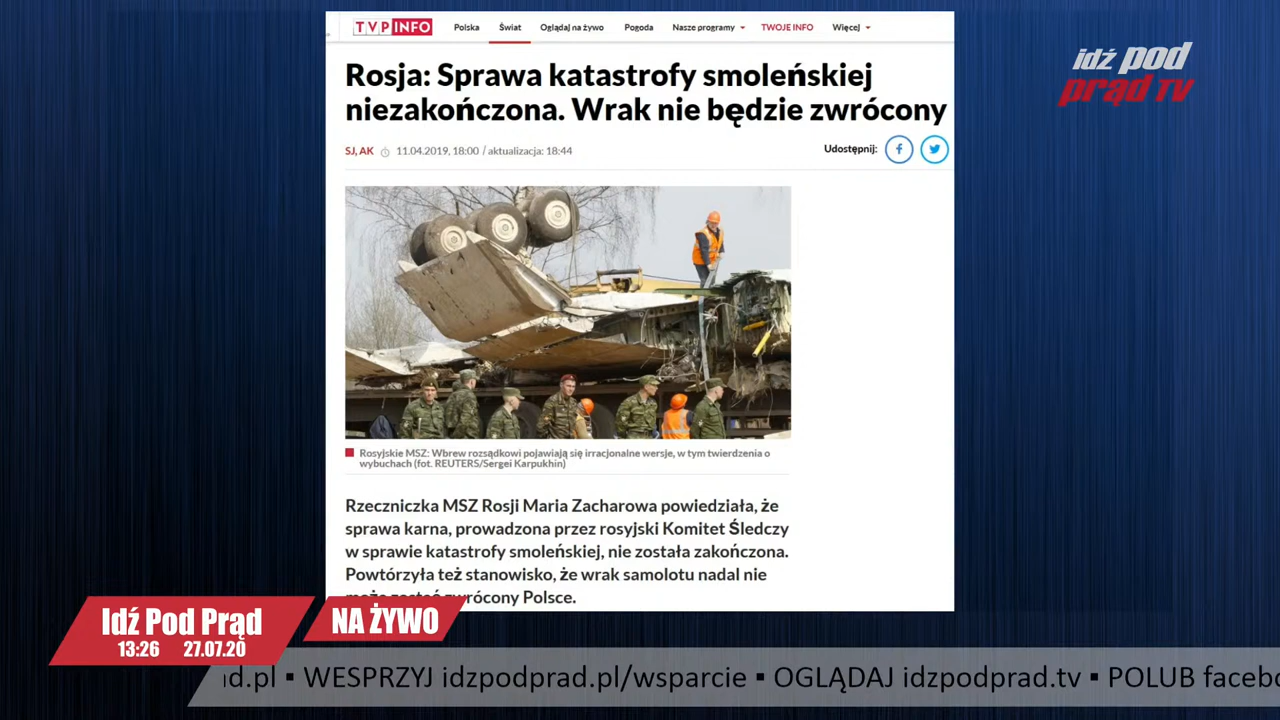 TVP INFO Polska Świat Oglądaj na żywo Pogoda Nasze programy TWOJE INFO Więcej
idź pod
prąd TV
Rosja: Sprawa katastrofy smoleńskiej
niezakończona. Wrak nie będzie zwrócony
SJ, AK 11.04.2019, 18:00 / aktualizacja: 18:44 Udostępnij:
Rosyjskie MSZ: Wbrew rozsądkowi pojawiają się irracjonalne wersje, w tym twierdzenia o
wybuchach (fot. REUTERS/Sergei Karpukhin)
Rzeczniczka MSZ Rosji Maria Zacharowa powiedziała, że
sprawa karna, prowadzona przez rosyjski Komitet Śledczy
w sprawie katastrofy smoleńskiej, nie została zakończona.
Powtórzyła też stanowisko, że wrak samolotu nadal nie
może zostać zwrócony Polsce.
Idź Pod Prąd NA ŻYWO
13:26 27.07.20
ad.pl ▪ WESPRZYJ idzpodprad.pl/wsparcie ▪ OGLĄDAJ idzpodprad.tv ▪ POLUB facebo